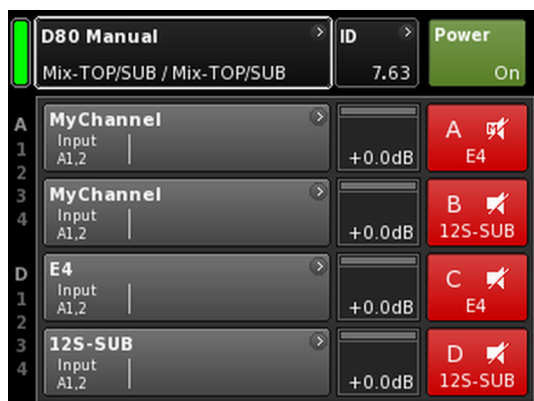 D80 Manual
Mix-TOP/SUB / Mix-TOP/SUB
ID
7.63
Power
On
A
1
2
3
4
MyChannel
Input
A1,2
+0.0dB
A
E4
MyChannel
Input
A1,2
+0.0dB
B
12S-SUB
D
1
2
3
4
E4
Input
A1,2
+0.0dB
C
E4
12S-SUB
Input
A1,2
+0.0dB
D
12S-SUB